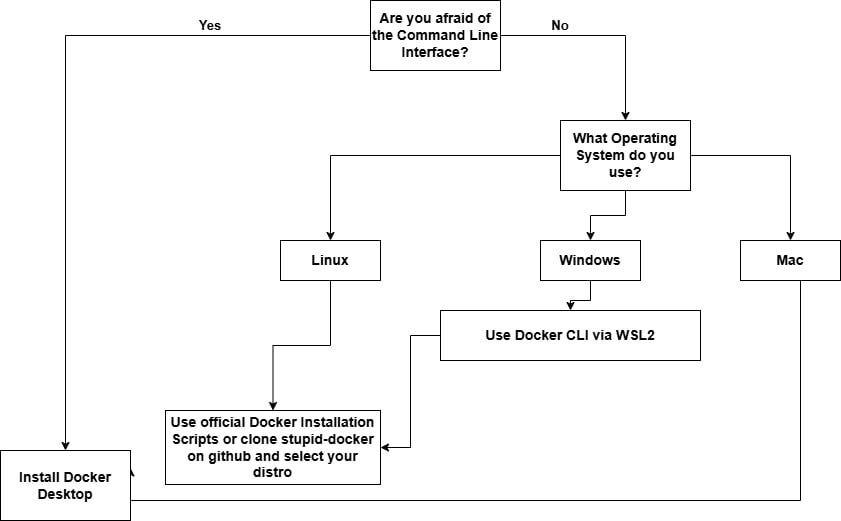 Are you afraid of
the Command Line
Interface?
Yes
No
What Operating
System do you
use?
Linux
Windows
Mac
Use Docker CLI via WSL2
Use official Docker Installation
Scripts or clone stupid-docker
on github and select your
distro
Install Docker
Desktop